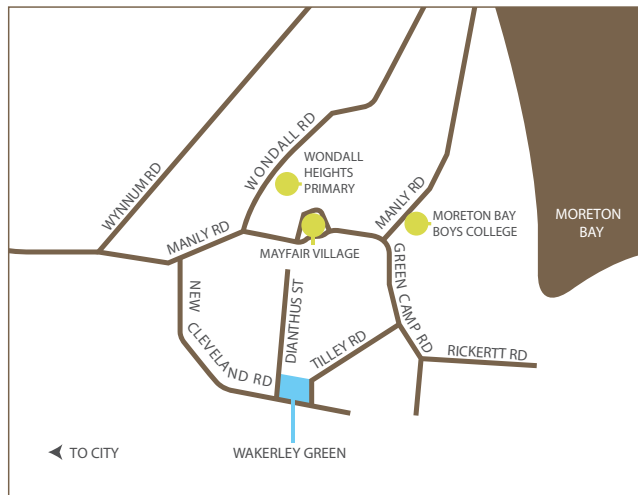 WYNNUM RD
WONDALL RD
WONDALL
HEIGHTS
PRIMARY
MANLY RD
MORETON BAY
BOYS COLLEGE
MORETON
BAY
MANLY RD
MAYFAIR VILLAGE
NEW CLEVELAND RD
DIANTHUS ST
GREEN CAMP RD
TILLEY RD
RICKERTT RD
TO CITY
WAKERLEY GREEN